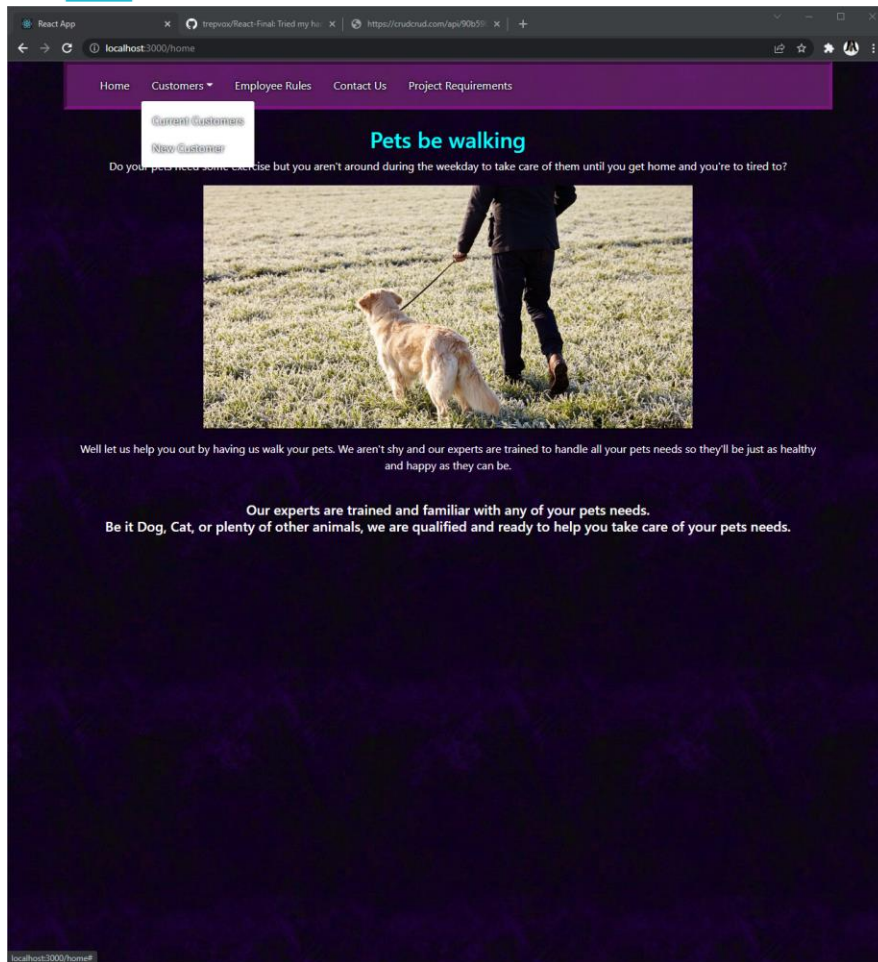 React App
trepvox/React-Final: Tried my ho
https://crudcrud.com/api/90b59
localhost:3000/home
Home Customers Employee Rules Contact Us Project Requirements
Current Customers
New Customer
Pets be walking
Do your pets need some exercise but you aren't around during the weekday to take care of them until you get home and you're to tired to?
Well let us help you out by having us walk your pets. We aren't shy and our experts are trained to handle all your pets needs so they'll be just as healthy
and happy as they can be.
Our experts are trained and familiar with any of your pets needs.
Be it Dog, Cat, or plenty of other animals, we are qualified and ready to help you take care of your pets needs.
localhost:3000/home#